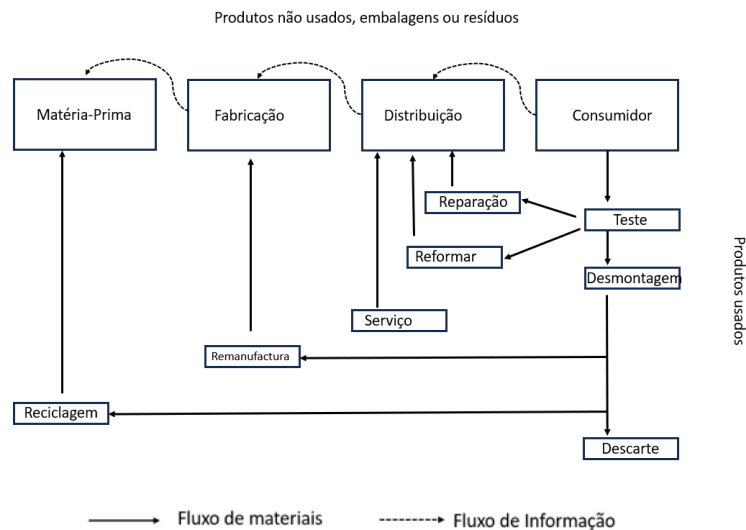 Produtos não usados, embalagens ou resíduos
Matéria-Prima
Fabricação
Distribuição
Consumidor
Reparação
Teste
Reformar
Desmontagem
Produtos usados
Serviço
Remanufactura
Reciclagem
Descarte
Fluxo de materiais
Fluxo de Informação